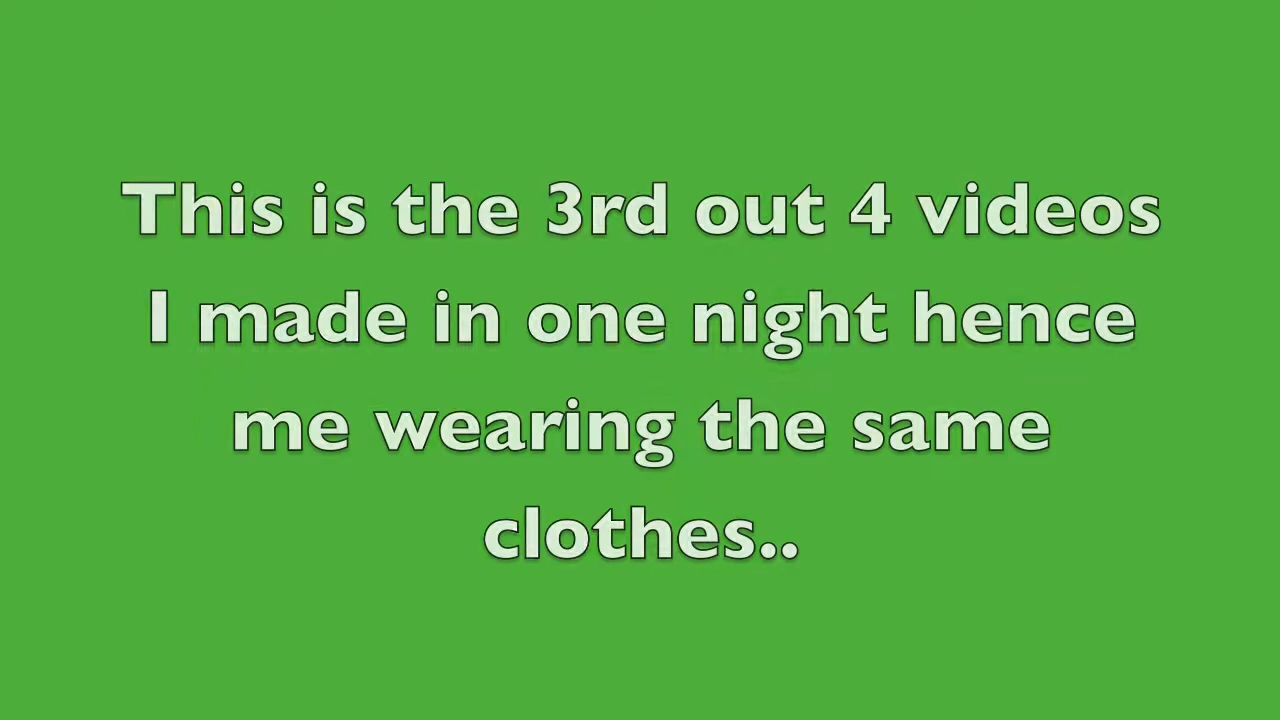 This is the 3rd out 4 videos
I made in one night hence
me wearing the same
clothes..